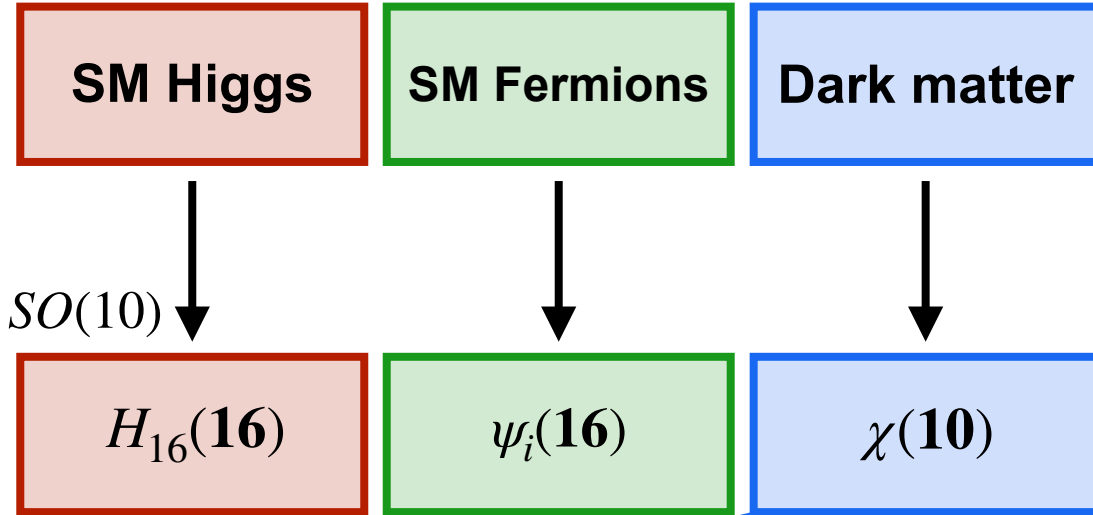 SM Higgs
SM Fermions
Dark matter
SO(10)
H₁₆(16)
ψᵢ(16)
χ(10)